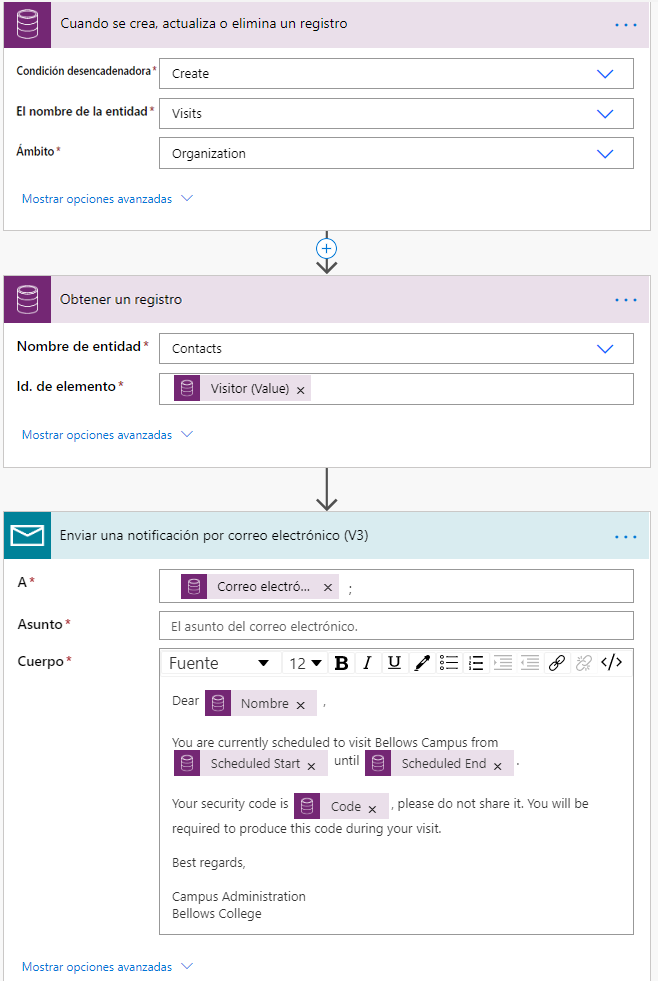 Cuando se crea, actualiza o elimina un registro
Condición desencadenadora* Create
El nombre de la entidad* Visits
Ámbito* Organization
Mostrar opciones avanzadas
Obtener un registro
Nombre de entidad* Contacts
Id. de elemento* Visitor (Value) ×
Mostrar opciones avanzadas
Enviar una notificación por correo electrónico (V3)
A* Correo electró... × ;
Asunto* El asunto del correo electrónico.
Cuerpo* Fuente 12 B I U </>
Dear Nombre × ,
You are currently scheduled to visit Bellows Campus from
Scheduled Start × until Scheduled End × .
Your security code is Code × , please do not share it. You will be
required to produce this code during your visit.
Best regards,
Campus Administration
Bellows College
Mostrar opciones avanzadas